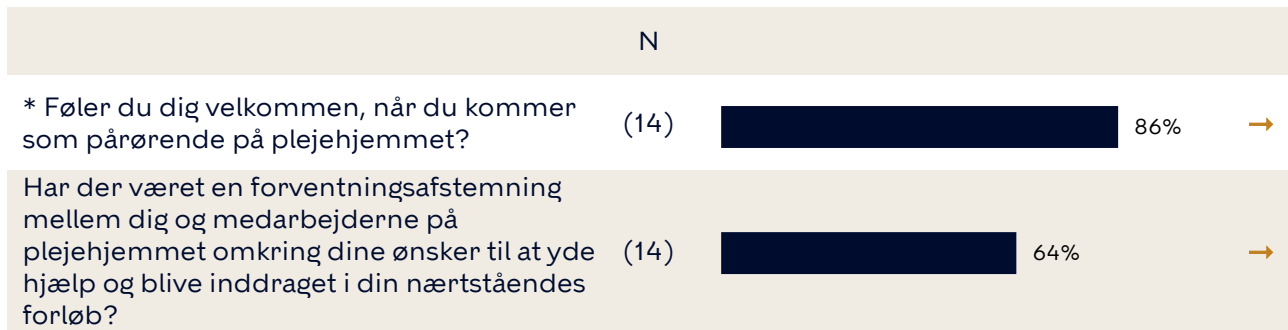 N
* Føler du dig velkommen, når du kommer
som pårørende på plejehjemmet?
(14)
86%
→
Har der været en forventningsafstemning
mellem dig og medarbejderne på
plejehjemmet omkring dine ønsker til at yde
hjælp og blive inddraget i din nærtståendes
forløb?
(14)
64%
→